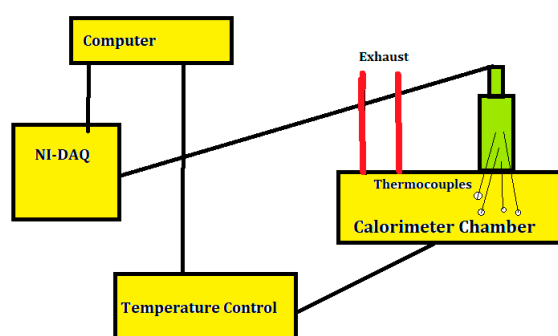 Computer
Exhaust
NI-DAQ
Thermocouples
Calorimeter Chamber
Temperature Control